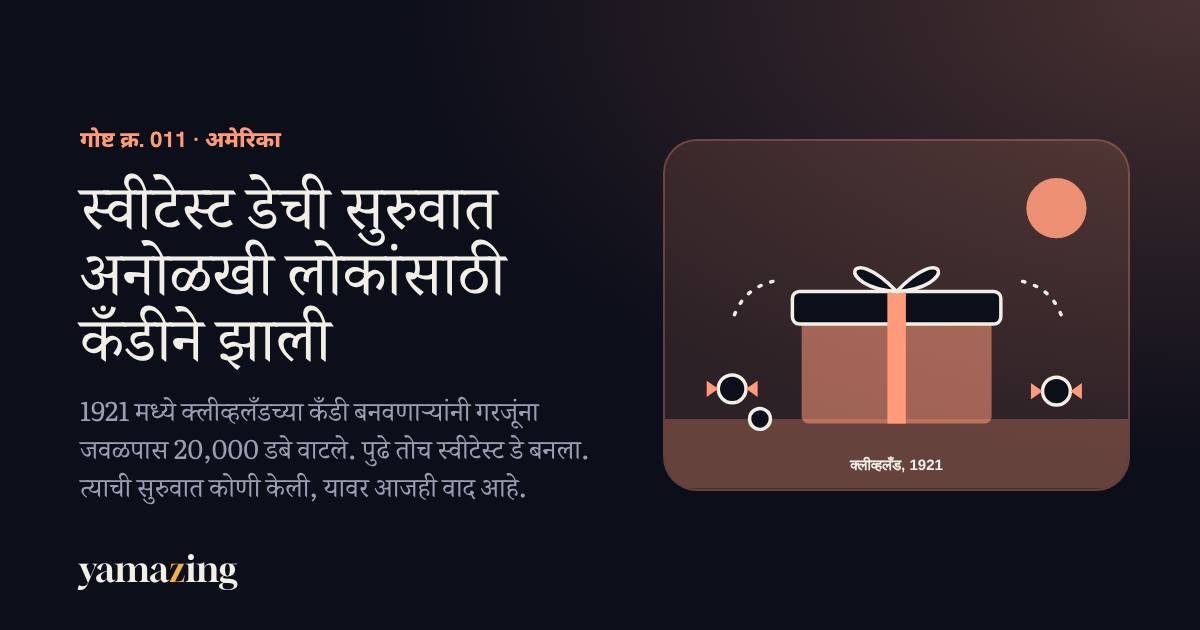 गोष्ट क्र. 011 · अमेरिका
स्वीटेस्ट डेची सुरुवात
अनोळखी लोकांसाठी
कँडीने झाली
1921 मध्ये क्लीव्हलँडच्या कँडी बनवणाऱ्यांनी गरजूंना
जवळपास 20,000 डबे वाटले. पुढे तोच स्वीटेस्ट डे बनला.
त्याची सुरुवात कोणी केली, यावर आजही वाद आहे.
क्लीव्हलँड, 1921
yamazing